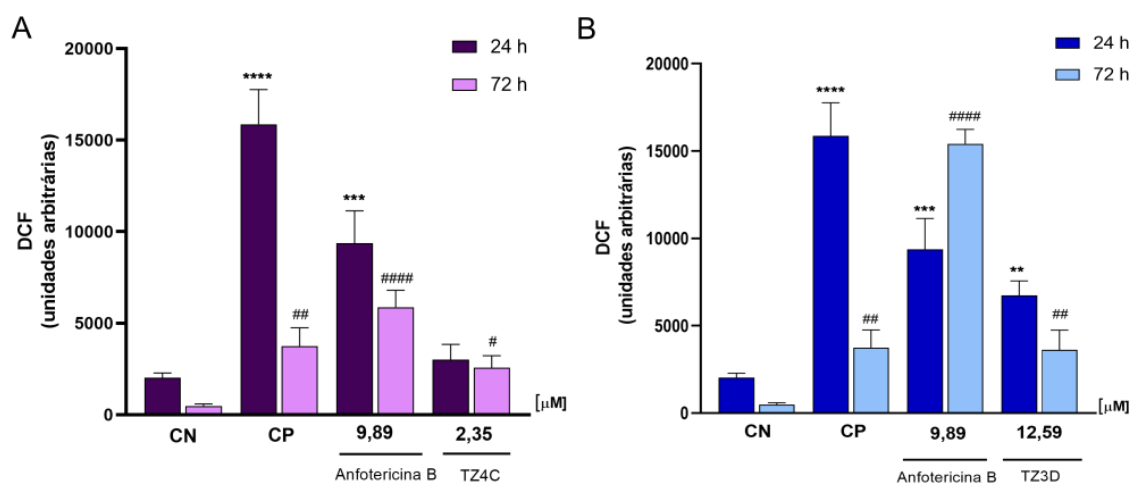 A
DCF
(unidades arbitrárias)
20000
15000
10000
5000
0
24 h
72 h
****
##
***
####
#
CN
CP
9,89
2,35
[µM]
Anfotericina B
TZ4C
B
DCF
(unidades arbitrárias)
20000
15000
10000
5000
0
24 h
72 h
****
##
***
####
**
##
CN
CP
9,89
12,59
[µM]
Anfotericina B
TZ3D